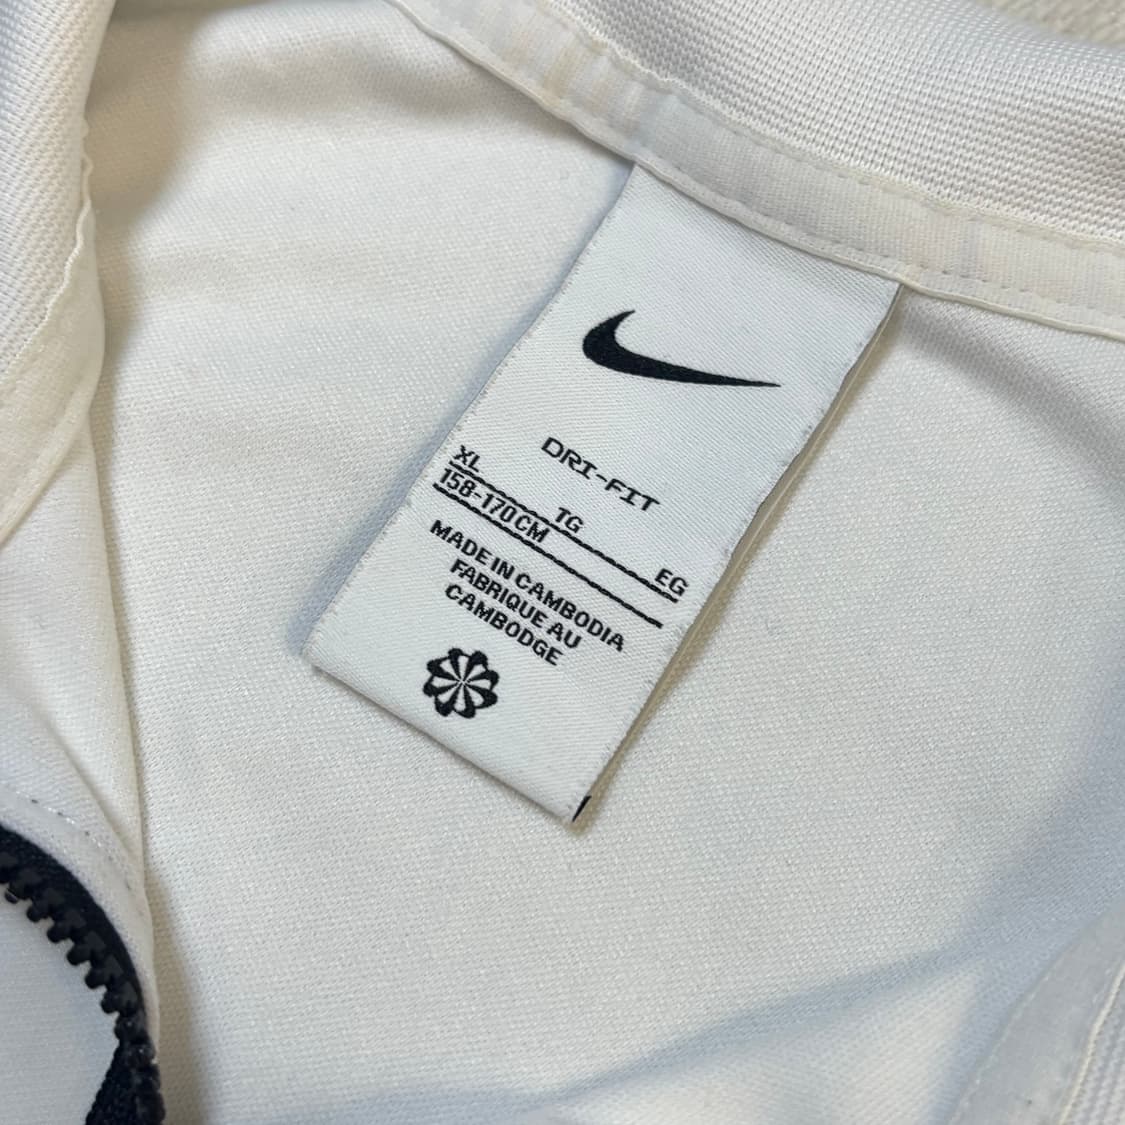 DRI-FIT
XL TG EG
158-170CM
MADE IN CAMBODIA
FABRIQUE AU
CAMBODGE